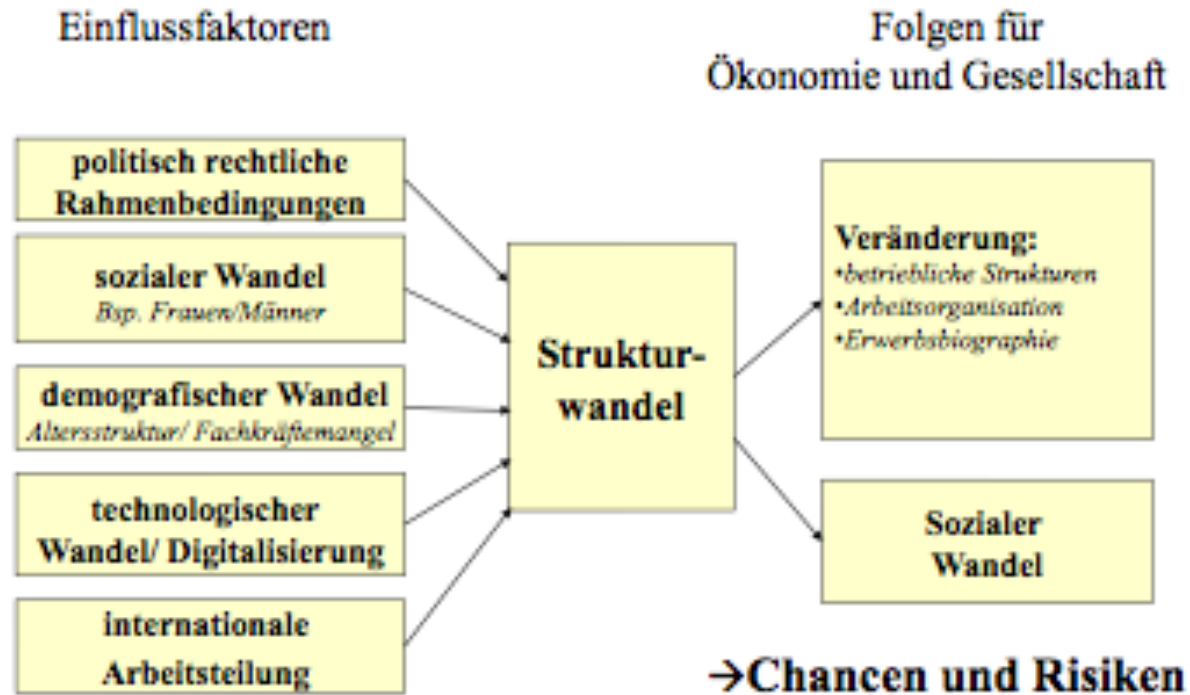 Einflussfaktoren
Folgen für
Ökonomie und Gesellschaft
politisch rechtliche
Rahmenbedingungen
sozialer Wandel
Bsp. Frauen/Männer
demografischer Wandel
Altersstruktur/ Fachkräftemangel
technologischer
Wandel/ Digitalisierung
internationale
Arbeitsteilung
Struktur-
wandel
Veränderung:
•betriebliche Strukturen
•Arbeitsorganisation
•Erwerbsbiographie
Sozialer
Wandel
→Chancen und Risiken